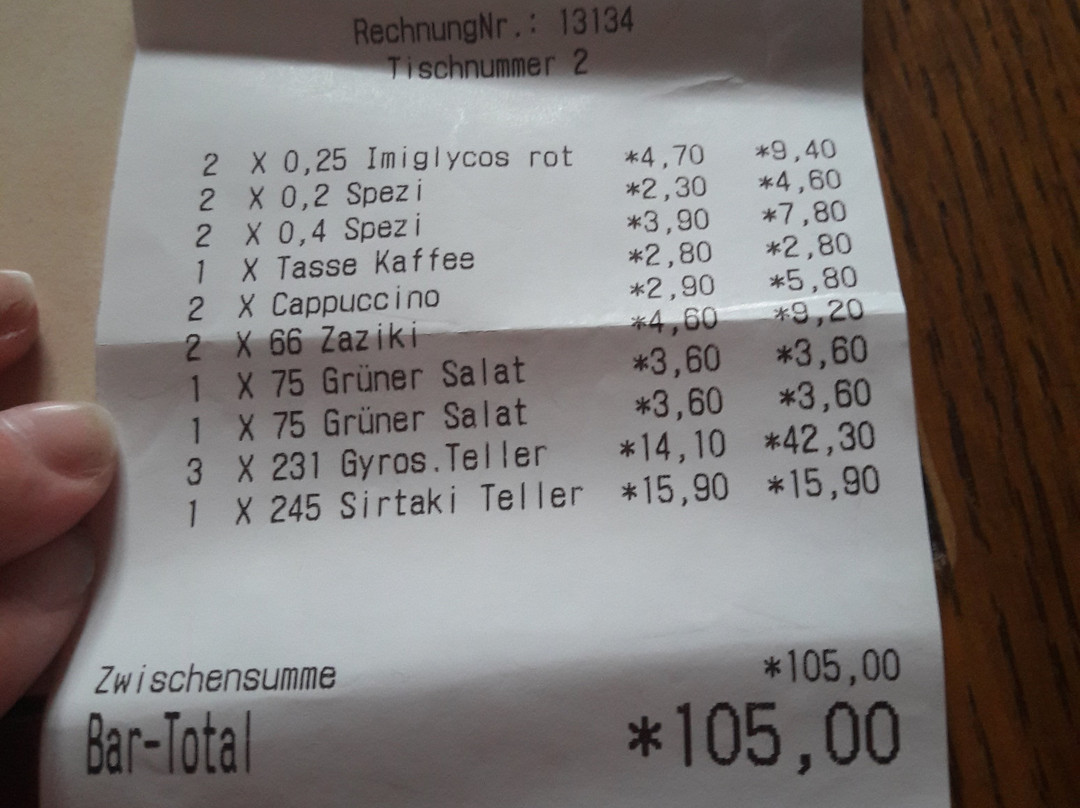 RechnungNr.: 13134
Tischnummer 2
2 X 0,25 Imiglycos rot *4,70 *9,40
2 X 0,2 Spezi *2,30 *4,60
2 X 0,4 Spezi *3,90 *7,80
1 X Tasse Kaffee *2,80 *2,80
2 X Cappuccino *2,90 *5,80
2 X 66 Zaziki *4,60 *9,20
1 X 75 Grüner Salat *3,60 *3,60
1 X 75 Grüner Salat *3,60 *3,60
3 X 231 Gyros.Teller *14,10 *42,30
1 X 245 Sirtaki Teller *15,90 *15,90
Zwischensumme *105,00
Bar-Total *105,00